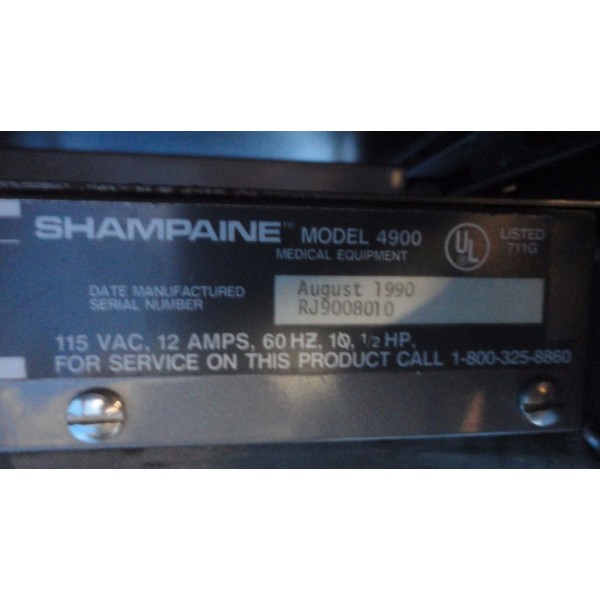 SHAMPAINE™ MODEL 4900
MEDICAL EQUIPMENT
UL
LISTED
711G
DATE MANUFACTURED August 1990
SERIAL NUMBER RJ9008010
115 VAC, 12 AMPS, 60 HZ, 1Ø, 1/2 HP,
FOR SERVICE ON THIS PRODUCT CALL 1-800-325-8860